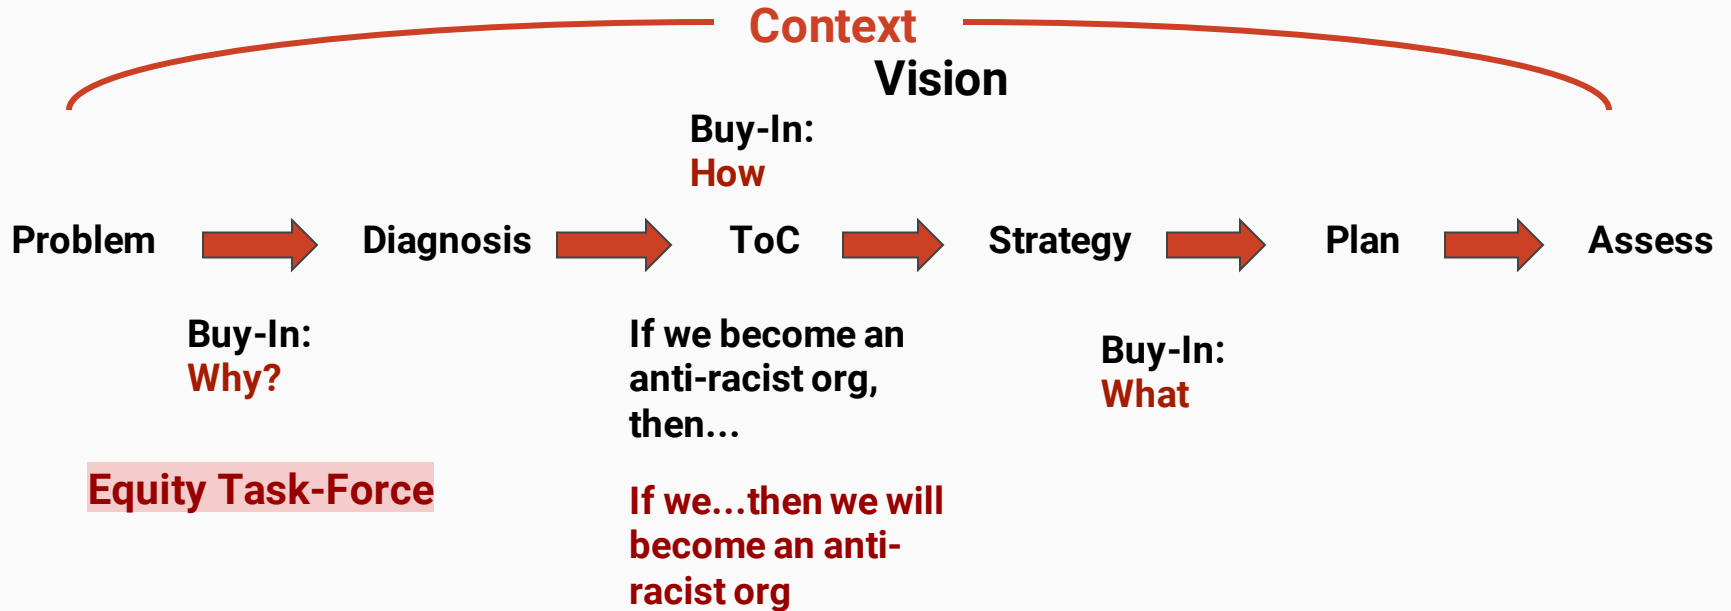 Context
Vision
Buy-In:
How
Problem
Diagnosis
ToC
Strategy
Plan
Assess
Buy-In:
Why?
If we become an
anti-racist org,
then...
Buy-In:
What
Equity Task-Force
If we...then we will
become an anti-
racist org